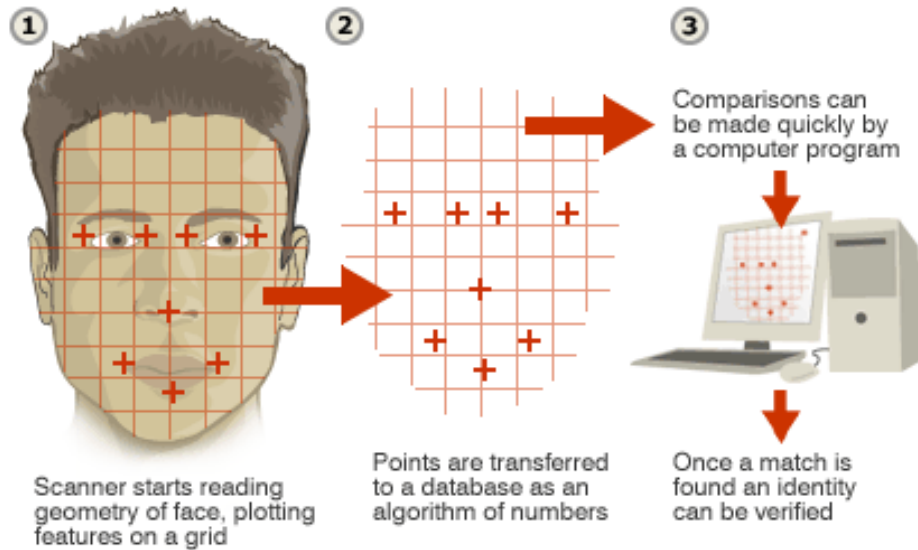 1
2
3
Comparisons can
be made quickly by
a computer program
Scanner starts reading
geometry of face, plotting
features on a grid
Points are transferred
to a database as an
algorithm of numbers
Once a match is
found an identity
can be verified